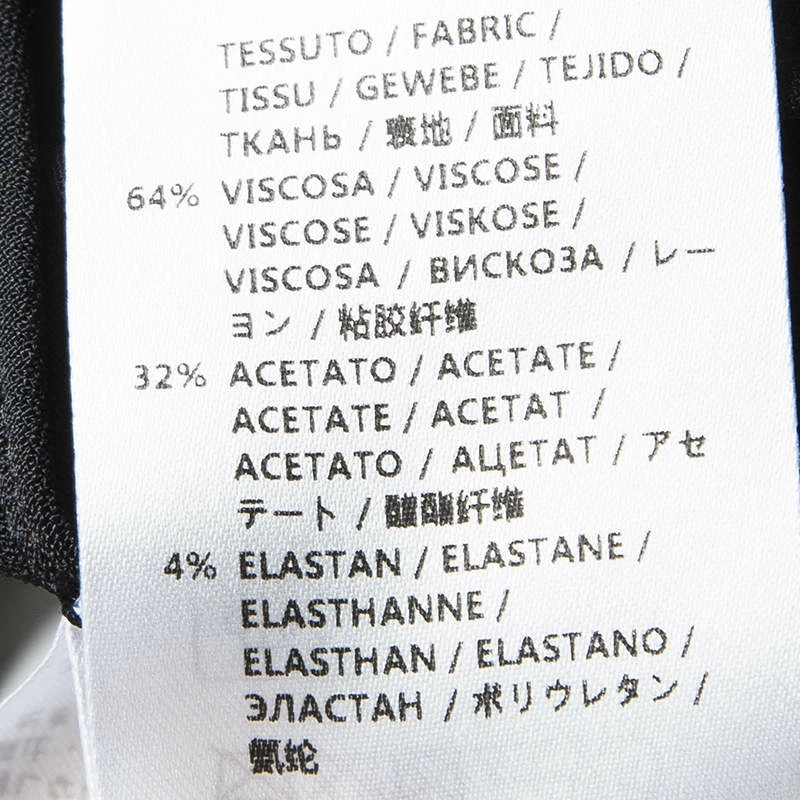 TESSUTO / FABRIC /
TISSU / GEWEBE / TEJIDO /
ТКАНЬ / 裏地 / 面料
64% VISCOSA / VISCOSE /
VISCOSE / VISKOSE /
VISCOSA / ВИСКОЗА / レー
ヨン / 粘胶纤维
32% ACETATO / ACETATE /
ACETATE / ACETAT /
ACETATO / АЦЕТАТ / アセ
テート / 醋酯纤维
4% ELASTAN / ELASTANE /
ELASTHANNE /
ELASTHAN / ELASTANO /
ЭЛАСТАН / ポリウレタン /
氨纶